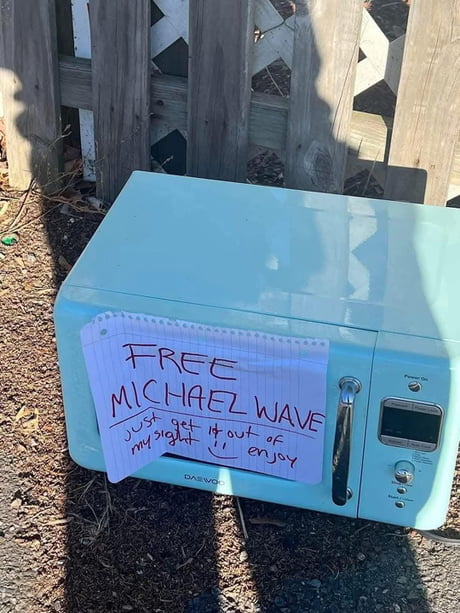 FREE
MICHAEL WAVE
just get it out of
my sight :) enjoy
Power On
DAEWOO